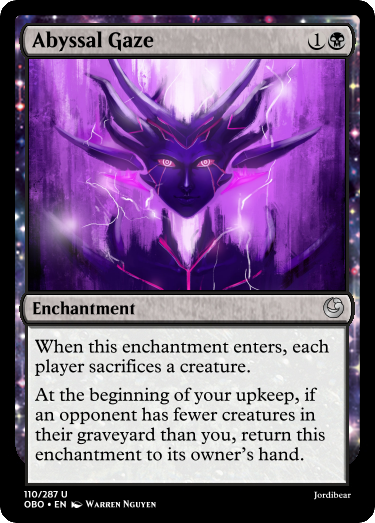 Abyssal Gaze 1
Enchantment
When this enchantment enters, each
player sacrifices a creature.
At the beginning of your upkeep, if
an opponent has fewer creatures in
their graveyard than you, return this
enchantment to its owner's hand.
110/287 U
OBO • EN Warren Nguyen
Jordibear